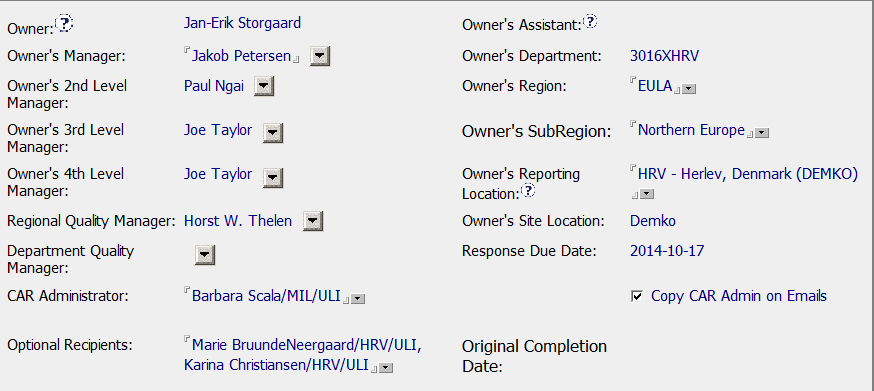 Owner: ? Jan-Erik Storgaard Owner's Assistant: ?
Owner's Manager: Jakob Petersen Owner's Department: 3016XHRV
Owner's 2nd Level Manager: Paul Ngai Owner's Region: EULA
Owner's 3rd Level Manager: Joe Taylor Owner's SubRegion: Northern Europe
Owner's 4th Level Manager: Joe Taylor Owner's Reporting Location: ? HRV - Herlev, Denmark (DEMKO)
Regional Quality Manager: Horst W. Thelen Owner's Site Location: Demko
Department Quality Manager: Response Due Date: 2014-10-17
CAR Administrator: Barbara Scala/MIL/ULI Copy CAR Admin on Emails
Optional Recipients: Marie BruundeNeergaard/HRV/ULI,
Karina Christiansen/HRV/ULI
Original Completion
Date: